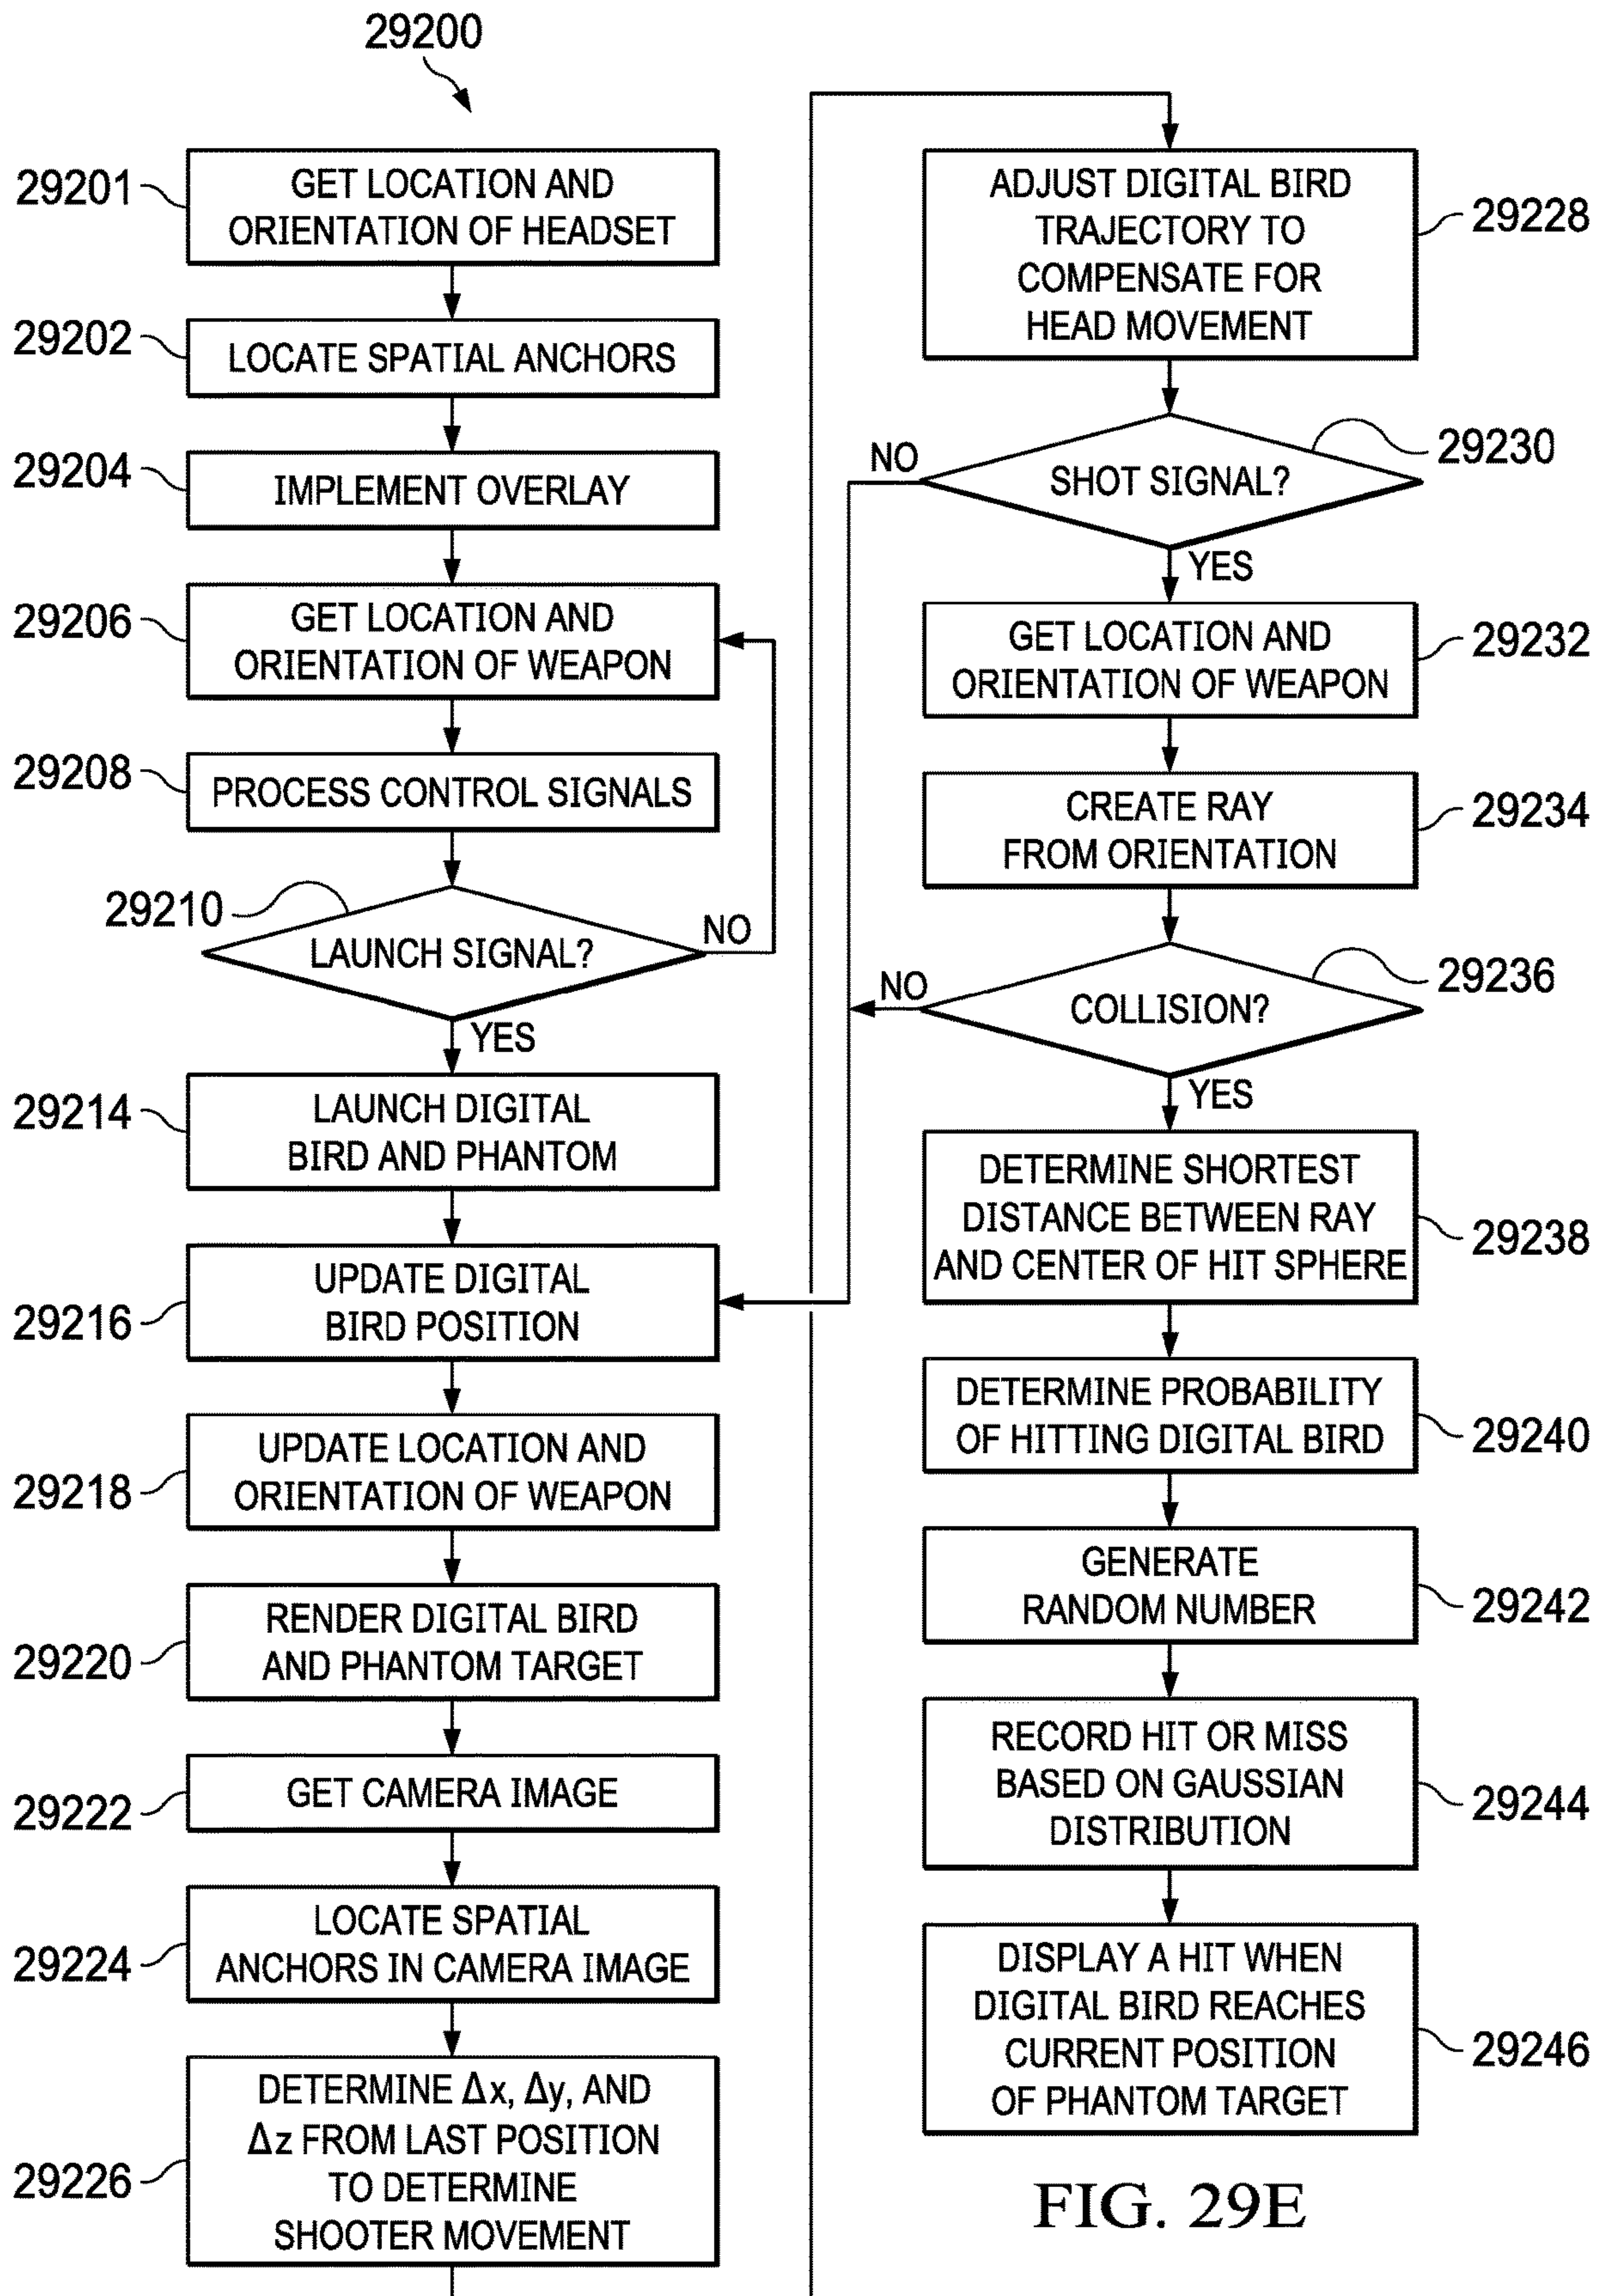 29200
29201
GET LOCATION AND
ORIENTATION OF HEADSET
29202
LOCATE SPATIAL ANCHORS
29204
IMPLEMENT OVERLAY
29206
GET LOCATION AND
ORIENTATION OF WEAPON
29208
PROCESS CONTROL SIGNALS
29210
LAUNCH SIGNAL?
NO
YES
29214
LAUNCH DIGITAL
BIRD AND PHANTOM
29216
UPDATE DIGITAL
BIRD POSITION
29218
UPDATE LOCATION AND
ORIENTATION OF WEAPON
29220
RENDER DIGITAL BIRD
AND PHANTOM TARGET
29222
GET CAMERA IMAGE
29224
LOCATE SPATIAL
ANCHORS IN CAMERA IMAGE
29226
DETERMINE Δx, Δy, AND
Δz FROM LAST POSITION
TO DETERMINE
SHOOTER MOVEMENT
ADJUST DIGITAL BIRD
TRAJECTORY TO
COMPENSATE FOR
HEAD MOVEMENT
29228
NO
SHOT SIGNAL?
29230
YES
GET LOCATION AND
ORIENTATION OF WEAPON
29232
CREATE RAY
FROM ORIENTATION
29234
NO
COLLISION?
29236
YES
DETERMINE SHORTEST
DISTANCE BETWEEN RAY
AND CENTER OF HIT SPHERE
29238
DETERMINE PROBABILITY
OF HITTING DIGITAL BIRD
29240
GENERATE
RANDOM NUMBER
29242
RECORD HIT OR MISS
BASED ON GAUSSIAN
DISTRIBUTION
29244
DISPLAY A HIT WHEN
DIGITAL BIRD REACHES
CURRENT POSITION
OF PHANTOM TARGET
29246
FIG. 29E